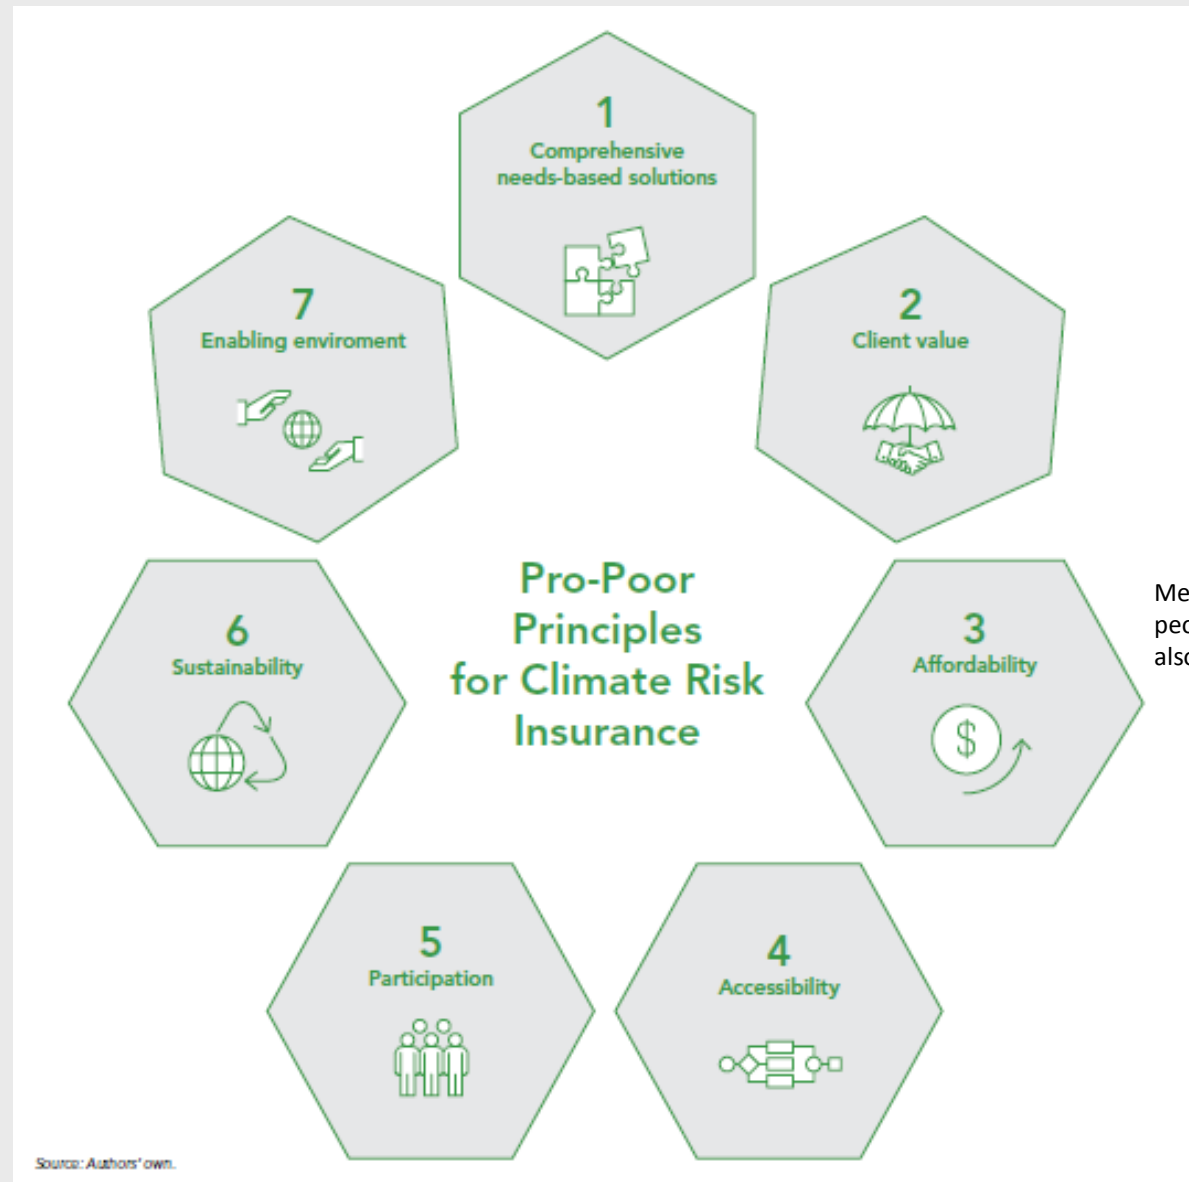 1
Comprehensive
needs-based solutions
7
Enabling enviroment
2
Client value
Pro-Poor
Principles
for Climate Risk
Insurance
6
Sustainability
3
Affordability
$
5
Participation
4
Accessibility
Source: Authors' own.